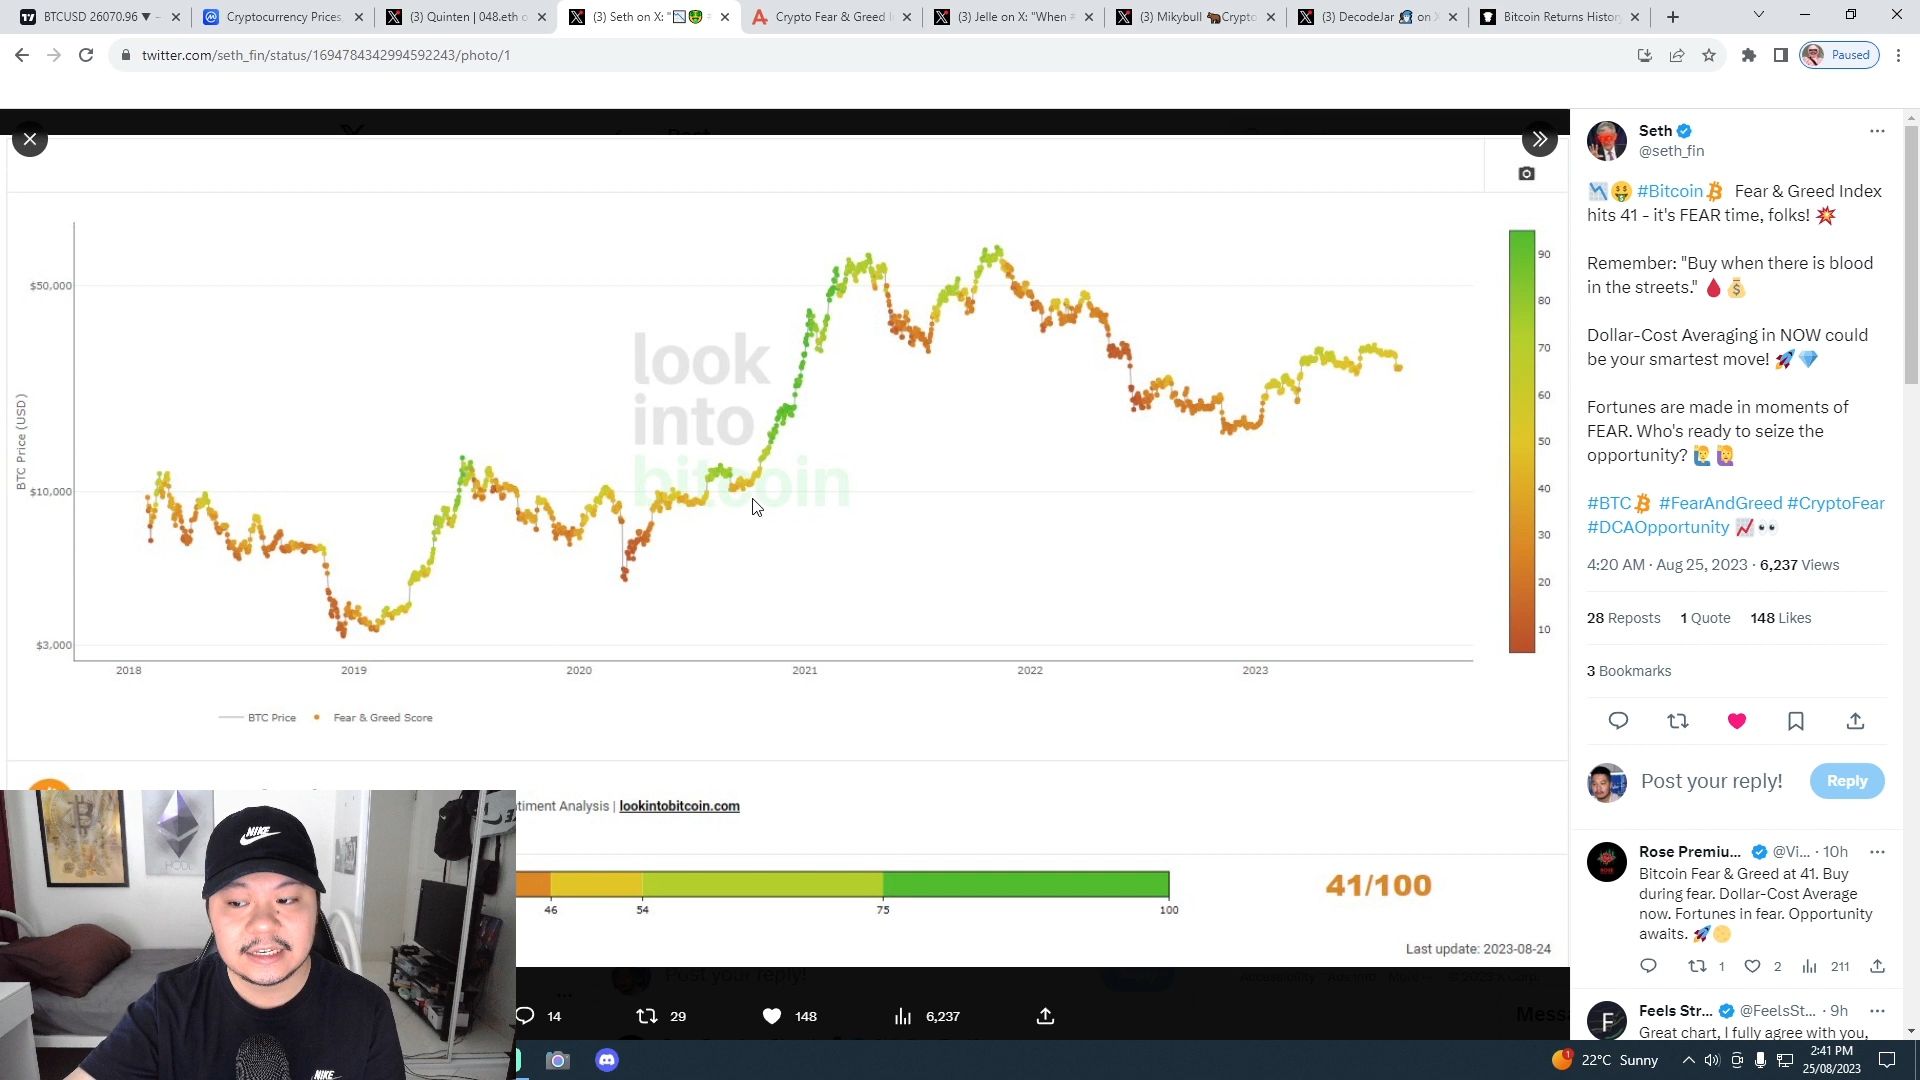 BTCUSD 26070.96 ▼ −
Cryptocurrency Prices,
(3) Quinten | 048.eth o
(3) Seth on X: "📉🤑 #
Crypto Fear & Greed I
(3) Jelle on X: "When #
(3) Mikybull 🐂Crypto
(3) DecodeJar
on X
Bitcoin Returns History
twitter.com/seth_fin/status/1694784342994592243/photo/1
Paused
look
into
bitcoin
BTC Price (USD)
$50,000
$10,000
$3,000
2018
2019
2020
2021
2022
2023
90
80
70
60
50
40
30
20
10
BTC Price
Fear & Greed Score
timent Analysis | lookintobitcoin.com
46
54
75
100
41/100
Last update: 2023-08-24
Post your reply!
14
29
148
6,237
Seth
@seth_fin
📉🤑 #Bitcoin Fear & Greed Index
hits 41 - it's FEAR time, folks! 💥
Remember: "Buy when there is blood
in the streets." 🩸💰
Dollar-Cost Averaging in NOW could
be your smartest move! 🚀💎
Fortunes are made in moments of
FEAR. Who's ready to seize the
opportunity? 🙋‍♂️🙋‍♀️
#BTC #FearAndGreed #CryptoFear
#DCAOpportunity 📈👀
4:20 AM · Aug 25, 2023 · 6,237 Views
28 Reposts 1 Quote 148 Likes
3 Bookmarks
Post your reply!
Reply
Rose Premiu... @Vi... · 10h
Bitcoin Fear & Greed at 41. Buy
during fear. Dollar-Cost Average
now. Fortunes in fear. Opportunity
awaits. 🚀🌕
1
2
211
F
Feels Str... @FeelsSt... · 9h
Great chart, I fully agree with you,
HODL
NIKE
NIKE
1
22°C Sunny
2:41 PM
25/08/2023